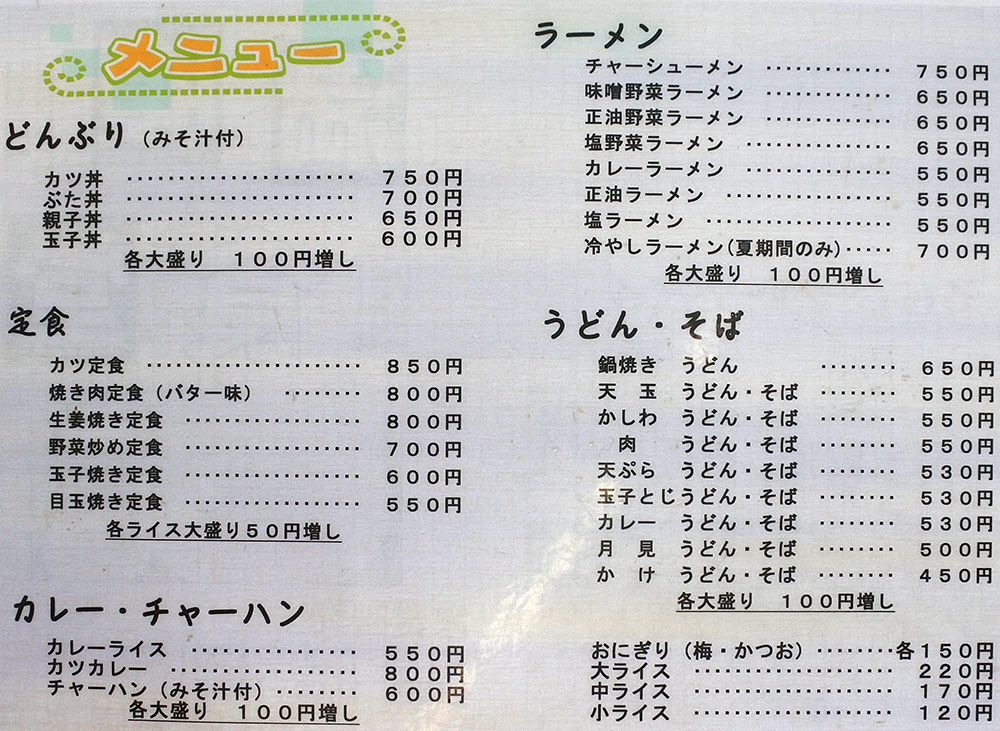 メニュー
どんぶり（みそ汁付）
カツ丼 ･････････････････････ ７５０円
ぶた丼 ･････････････････････ ７００円
親子丼 ･････････････････････ ６５０円
玉子丼 ･････････････････････ ６００円
各大盛り　１００円増し
定食
カツ定食 ････････････････････ ８５０円
焼き肉定食（バター味） ････････ ８００円
生姜焼き定食 ････････････････ ８００円
野菜炒め定食 ････････････････ ７００円
玉子焼き定食 ････････････････ ６００円
目玉焼き定食 ････････････････ ５５０円
各ライス大盛り５０円増し
カレー・チャーハン
カレーライス ････････････････ ５５０円
カツカレー ･･････････････････ ８００円
チャーハン（みそ汁付）･･････････ ６００円
各大盛り　１００円増し
ラーメン
チャーシューメン ･････････････ ７５０円
味噌野菜ラーメン ･････････････ ６５０円
正油野菜ラーメン ･････････････ ６５０円
塩野菜ラーメン ･･････････････ ６５０円
カレーラーメン ･･････････････ ５５０円
正油ラーメン ････････････････ ５５０円
塩ラーメン ･･････････････････ ５５０円
冷やしラーメン(夏期間のみ)･････ ７００円
各大盛り　１００円増し
うどん・そば
鍋焼き　うどん ････････ ６５０円
天　玉　うどん・そば ････････ ５５０円
かしわ　うどん・そば ････････ ５５０円
肉　うどん・そば ････････ ５５０円
天ぷら　うどん・そば ････････ ５３０円
玉子とじうどん・そば ････････ ５３０円
カレー　うどん・そば ････････ ５３０円
月　見　うどん・そば ････････ ５００円
か　け　うどん・そば ････････ ４５０円
各大盛り　１００円増し
おにぎり（梅・かつお）････････各１５０円
大ライス ･･･････････････････ ２２０円
中ライス ･･･････････････････ １７０円
小ライス ･･･････････････････ １２０円